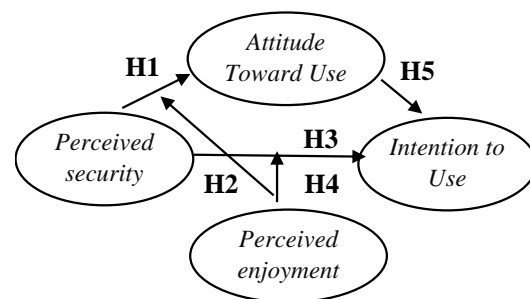 Attitude
Toward Use
H1
H5
Perceived
security
H3
Intention to
Use
H2
H4
Perceived
enjoyment